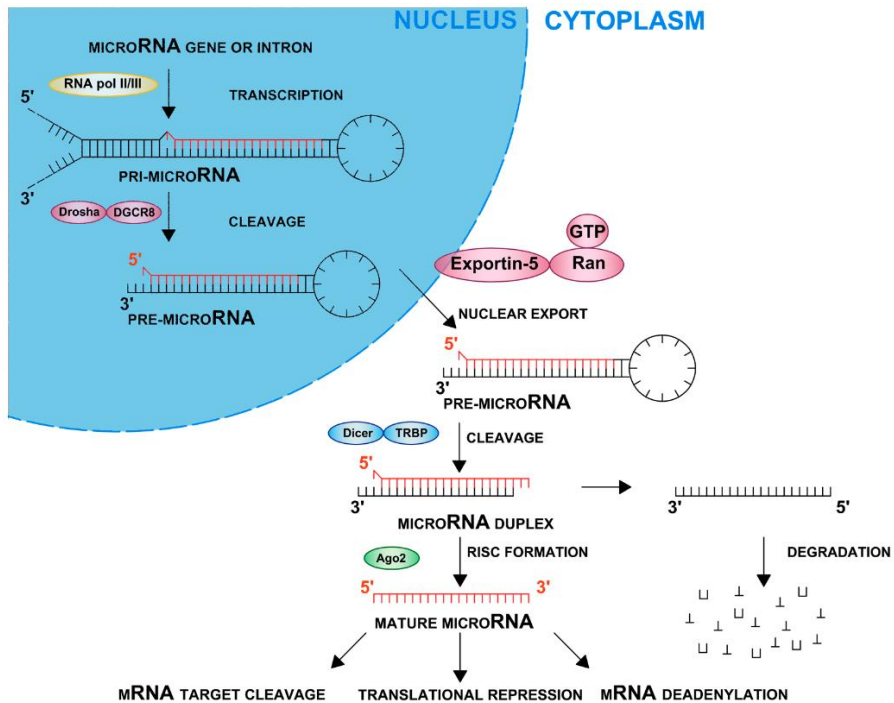 NUCLEUS CYTOPLASM
MICRORNA GENE OR INTRON
RNA pol II/III
TRANSCRIPTION
5'
3'
PRI-MICRORNA
Drosha DGCR8
CLEAVAGE
5'
3'
PRE-MICRORNA
GTP
Exportin-5 Ran
NUCLEAR EXPORT
5'
3'
PRE-MICRORNA
Dicer TRBP
CLEAVAGE
5'
3'
MICRORNA DUPLEX
3' 5'
Ago2
RISC FORMATION
DEGRADATION
5' 3'
MATURE MICRORNA
MRNA TARGET CLEAVAGE
TRANSLATIONAL REPRESSION
MRNA DEADENYLATION